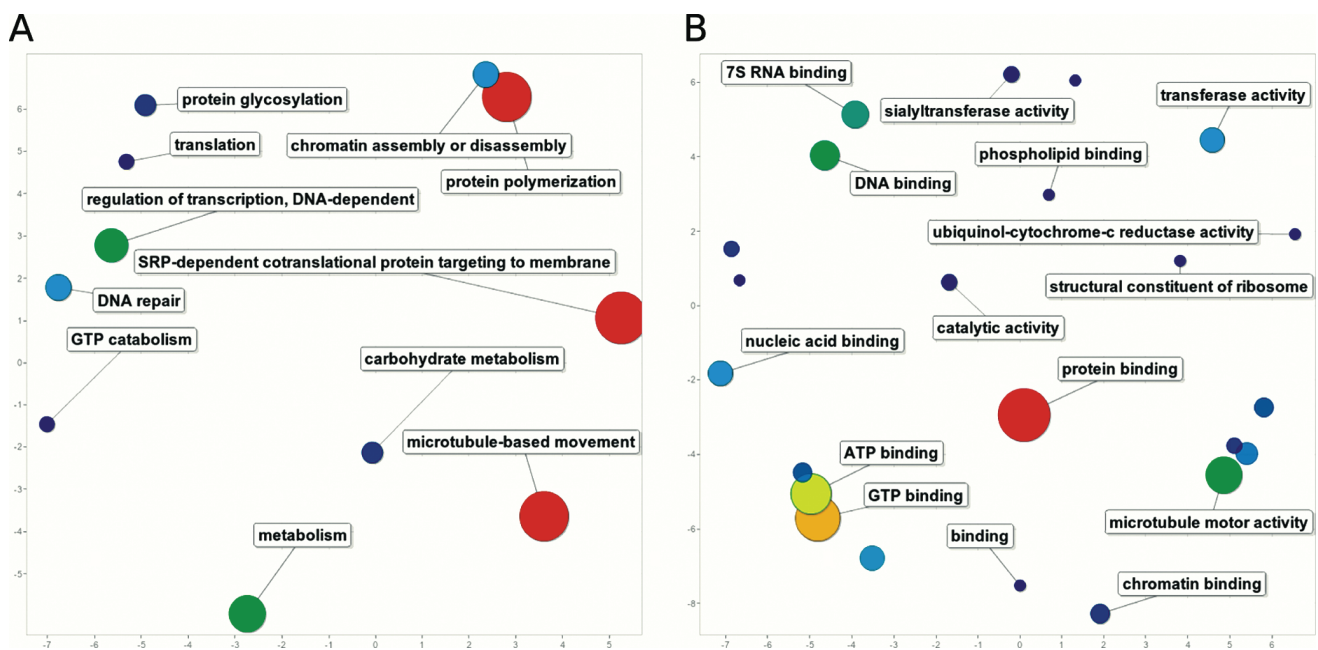 A
B
protein glycosylation
translation
chromatin assembly or disassembly
protein polymerization
regulation of transcription, DNA-dependent
SRP-dependent cotranslational protein targeting to membrane
DNA repair
GTP catabolism
carbohydrate metabolism
microtubule-based movement
metabolism
6
5
4
3
2
1
0
-1
-2
-3
-4
-5
-7 -6 -5 -4 -3 -2 -1 0 1 2 3 4 5
7S RNA binding
sialyltransferase activity
transferase activity
phospholipid binding
DNA binding
ubiquinol-cytochrome-c reductase activity
structural constituent of ribosome
catalytic activity
nucleic acid binding
protein binding
ATP binding
GTP binding
microtubule motor activity
binding
chromatin binding
6
4
2
0
-2
-4
-6
-8
-7 -6 -5 -4 -3 -2 -1 0 1 2 3 4 5 6